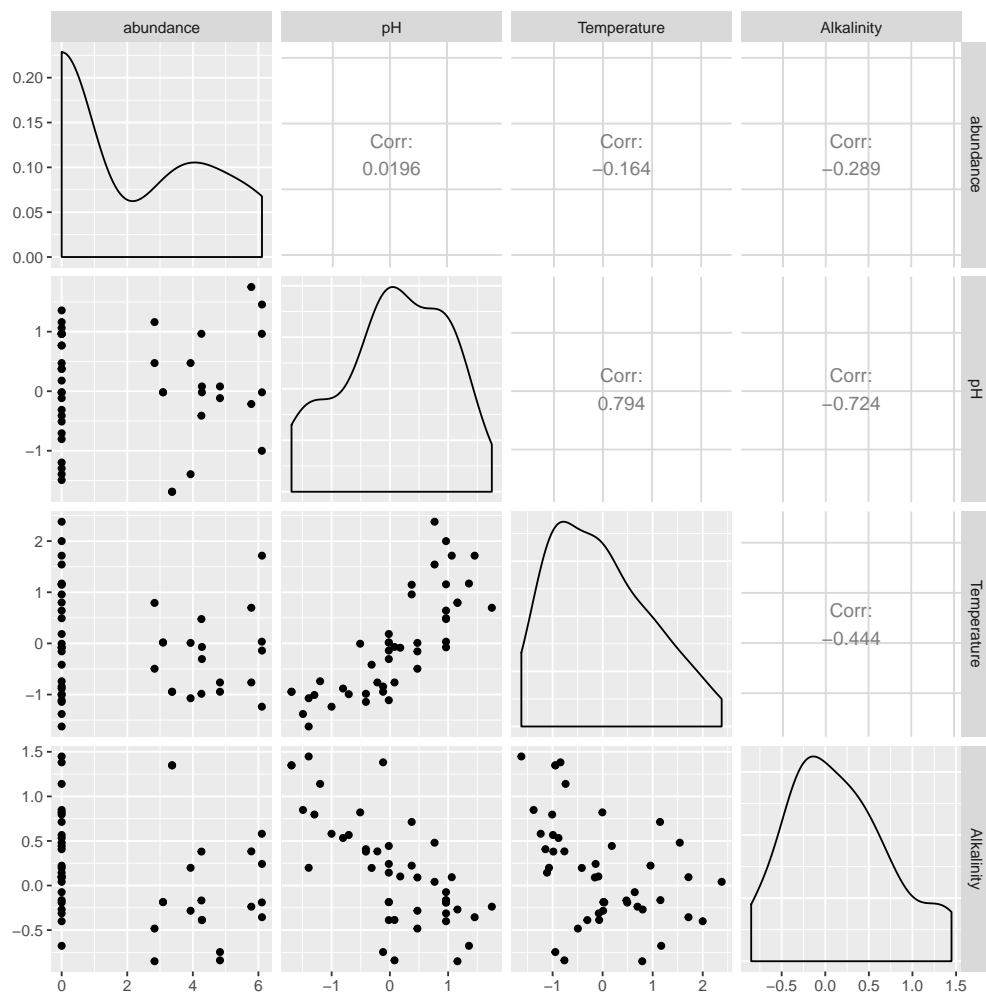 abundance
pH
Temperature
Alkalinity
0.20
0.15
0.10
0.05
0.00
Corr:
0.0196
Corr:
−0.164
Corr:
−0.289
abundance
1
0
−1
Corr:
0.794
Corr:
−0.724
pH
2
1
0
−1
Corr:
−0.444
Temperature
1.5
1.0
0.5
0.0
−0.5
Alkalinity
0 2 4 6
−1 0 1
−1 0 1 2
−0.5 0.0 0.5 1.0 1.5